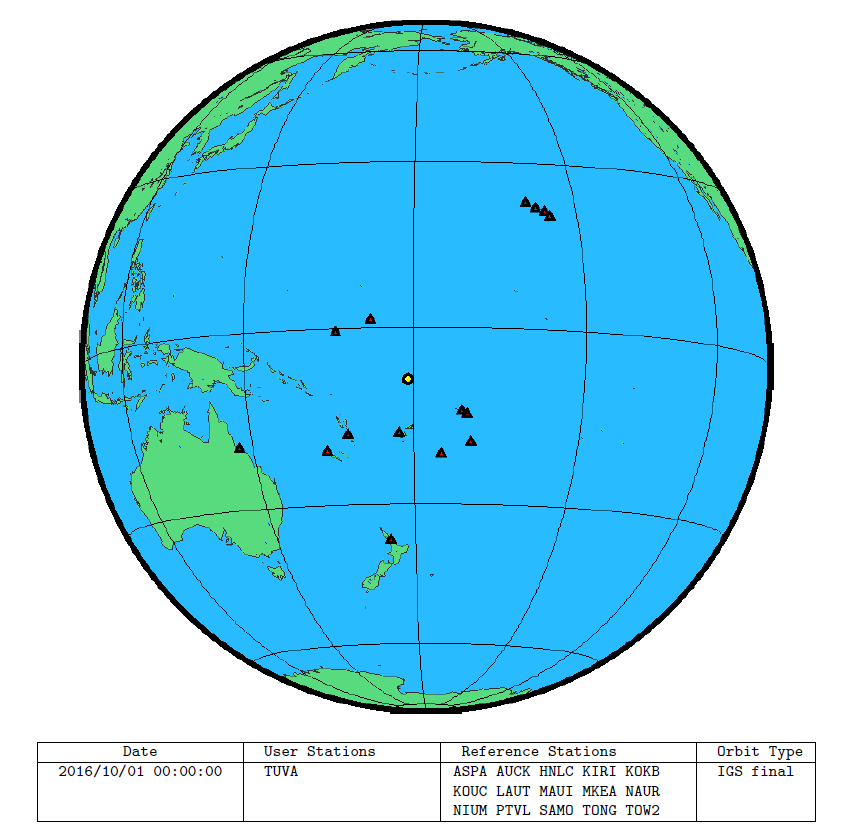 Date User Stations Reference Stations Orbit Type
2016/10/01 00:00:00 TUVA ASPA AUCK HNLC KIRI KOKB IGS final
KOUC LAUT MAUI MKEA NAUR
NIUM PTVL SAMO TONG TOW2